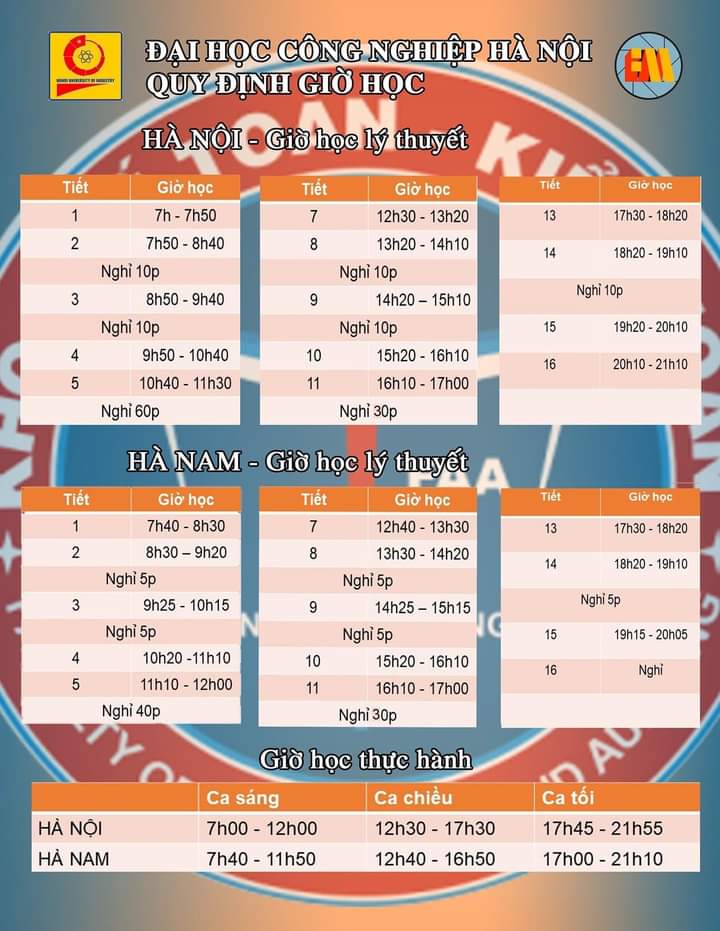 HANOI UNIVERSITY OF INDUSTRY
ĐẠI HỌC CÔNG NGHIỆP HÀ NỘI
QUY ĐỊNH GIỜ HỌC
HÀ NỘI - Giờ học lý thuyết
Tiết Giờ học
1 7h - 7h50
2 7h50 - 8h40
Nghỉ 10p
3 8h50 - 9h40
Nghỉ 10p
4 9h50 - 10h40
5 10h40 - 11h30
Nghỉ 60p
Tiết Giờ học
7 12h30 - 13h20
8 13h20 - 14h10
Nghỉ 10p
9 14h20 – 15h10
Nghỉ 10p
10 15h20 - 16h10
11 16h10 - 17h00
Nghỉ 30p
Tiết Giờ học
13 17h30 - 18h20
14 18h20 - 19h10
Nghỉ 10p
15 19h20 - 20h10
16 20h10 - 21h10
HÀ NAM - Giờ học lý thuyết
Tiết Giờ học
1 7h40 - 8h30
2 8h30 – 9h20
Nghỉ 5p
3 9h25 - 10h15
Nghỉ 5p
4 10h20 -11h10
5 11h10 - 12h00
Nghỉ 40p
Tiết Giờ học
7 12h40 - 13h30
8 13h30 - 14h20
Nghỉ 5p
9 14h25 – 15h15
Nghỉ 5p
10 15h20 - 16h10
11 16h10 - 17h00
Nghỉ 30p
Tiết Giờ học
13 17h30 - 18h20
14 18h20 - 19h10
Nghỉ 5p
15 19h15 - 20h05
16 Nghỉ
Giờ học thực hành
Ca sáng Ca chiều Ca tối
HÀ NỘI 7h00 - 12h00 12h30 - 17h30 17h45 - 21h55
HÀ NAM 7h40 - 11h50 12h40 - 16h50 17h00 - 21h10